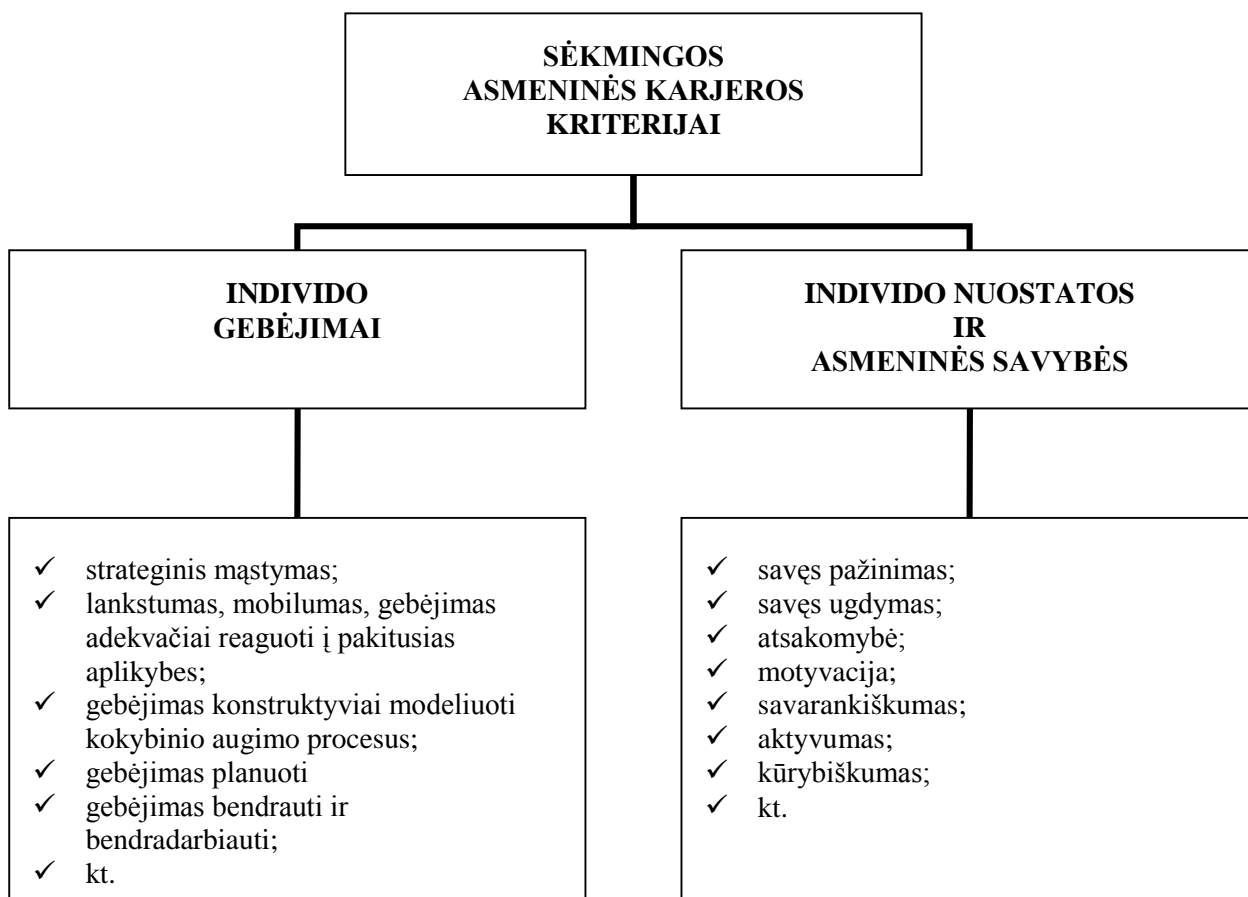 SĖKMINGOS
ASMENINĖS KARJEROS
KRITERIJAI
INDIVIDO
GEBĖJIMAI
INDIVIDO NUOSTATOS
IR
ASMENINĖS SAVYBĖS
✓ strateginis mąstymas;
✓ lankstumas, mobilumas, gebėjimas
adekvačiai reaguoti į pakitusias
aplikybes;
✓ gebėjimas konstruktyviai modeliuoti
kokybinio augimo procesus;
✓ gebėjimas planuoti
✓ gebėjimas bendrauti ir
bendradarbiauti;
✓ kt.
✓ savęs pažinimas;
✓ savęs ugdymas;
✓ atsakomybė;
✓ motyvacija;
✓ savarankiškumas;
✓ aktyvumas;
✓ kūrybiškumas;
✓ kt.